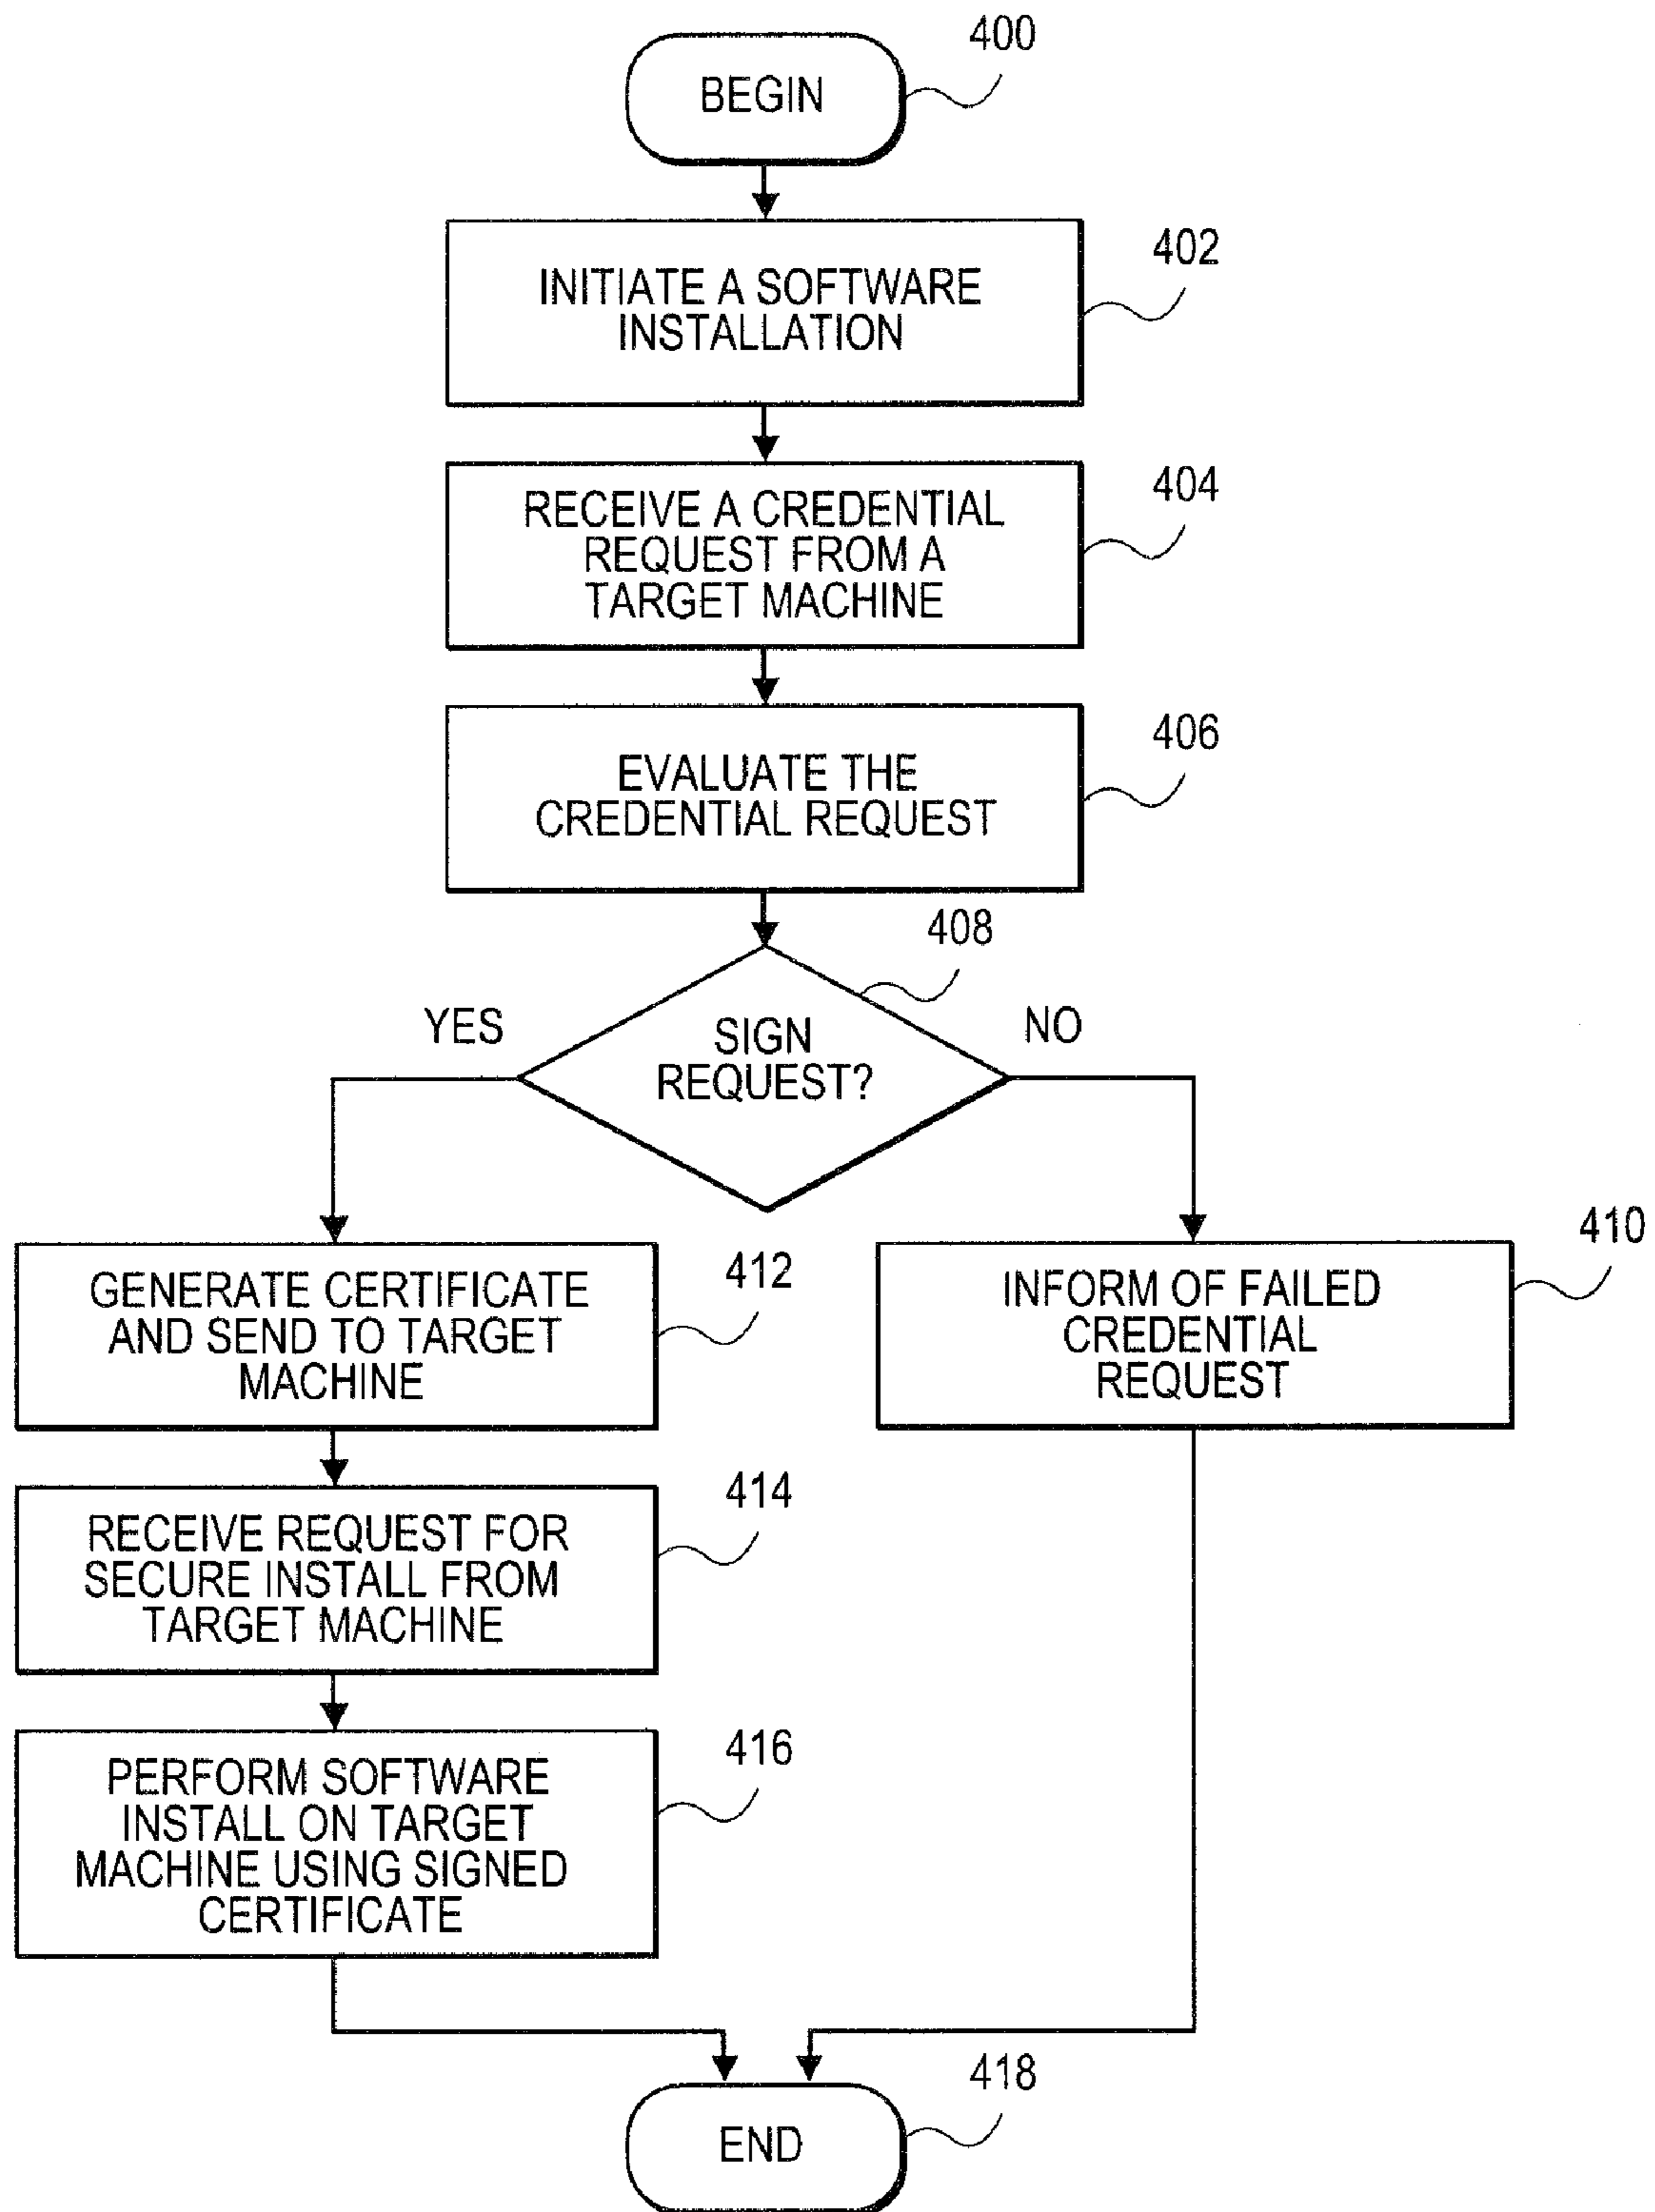 400
BEGIN
402
INITIATE A SOFTWARE
INSTALLATION
404
RECEIVE A CREDENTIAL
REQUEST FROM A
TARGET MACHINE
406
EVALUATE THE
CREDENTIAL REQUEST
408
YES
SIGN
REQUEST?
NO
412
GENERATE CERTIFICATE
AND SEND TO TARGET
MACHINE
410
INFORM OF FAILED
CREDENTIAL
REQUEST
414
RECEIVE REQUEST FOR
SECURE INSTALL FROM
TARGET MACHINE
416
PERFORM SOFTWARE
INSTALL ON TARGET
MACHINE USING SIGNED
CERTIFICATE
418
END